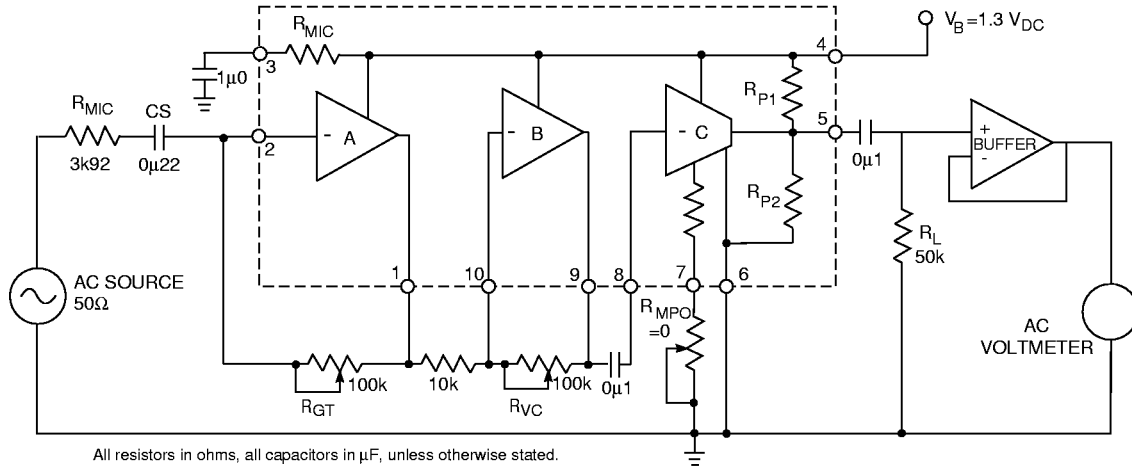 R_MIC
3
4
V_B=1.3 V_DC
1µ0
R_MIC
CS
3k92
0µ22
2
A
B
C
R_P1
5
0µ1
+
BUFFER
-
R_P2
R_L
50k
AC SOURCE
50Ω
1
10
9
8
7
6
R_MPO
=0
AC
VOLTMETER
100k
10k
100k
0µ1
R_GT
R_VC
All resistors in ohms, all capacitors in µF, unless otherwise stated.